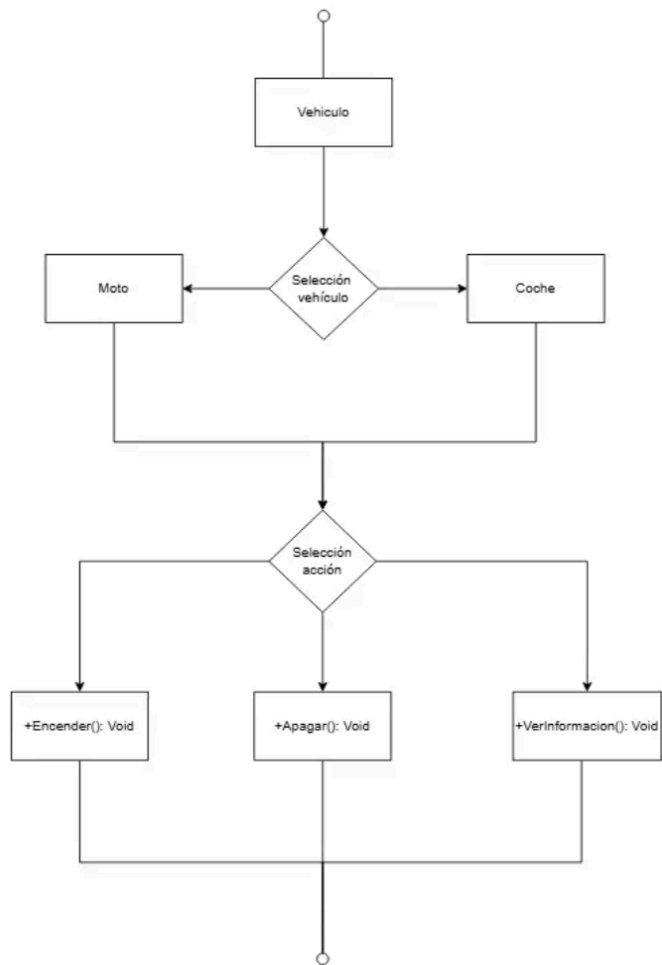 Vehiculo
Selección
vehículo
Moto
Coche
Selección
acción
+Encender(): Void
+Apagar(): Void
+VerInformacion(): Void